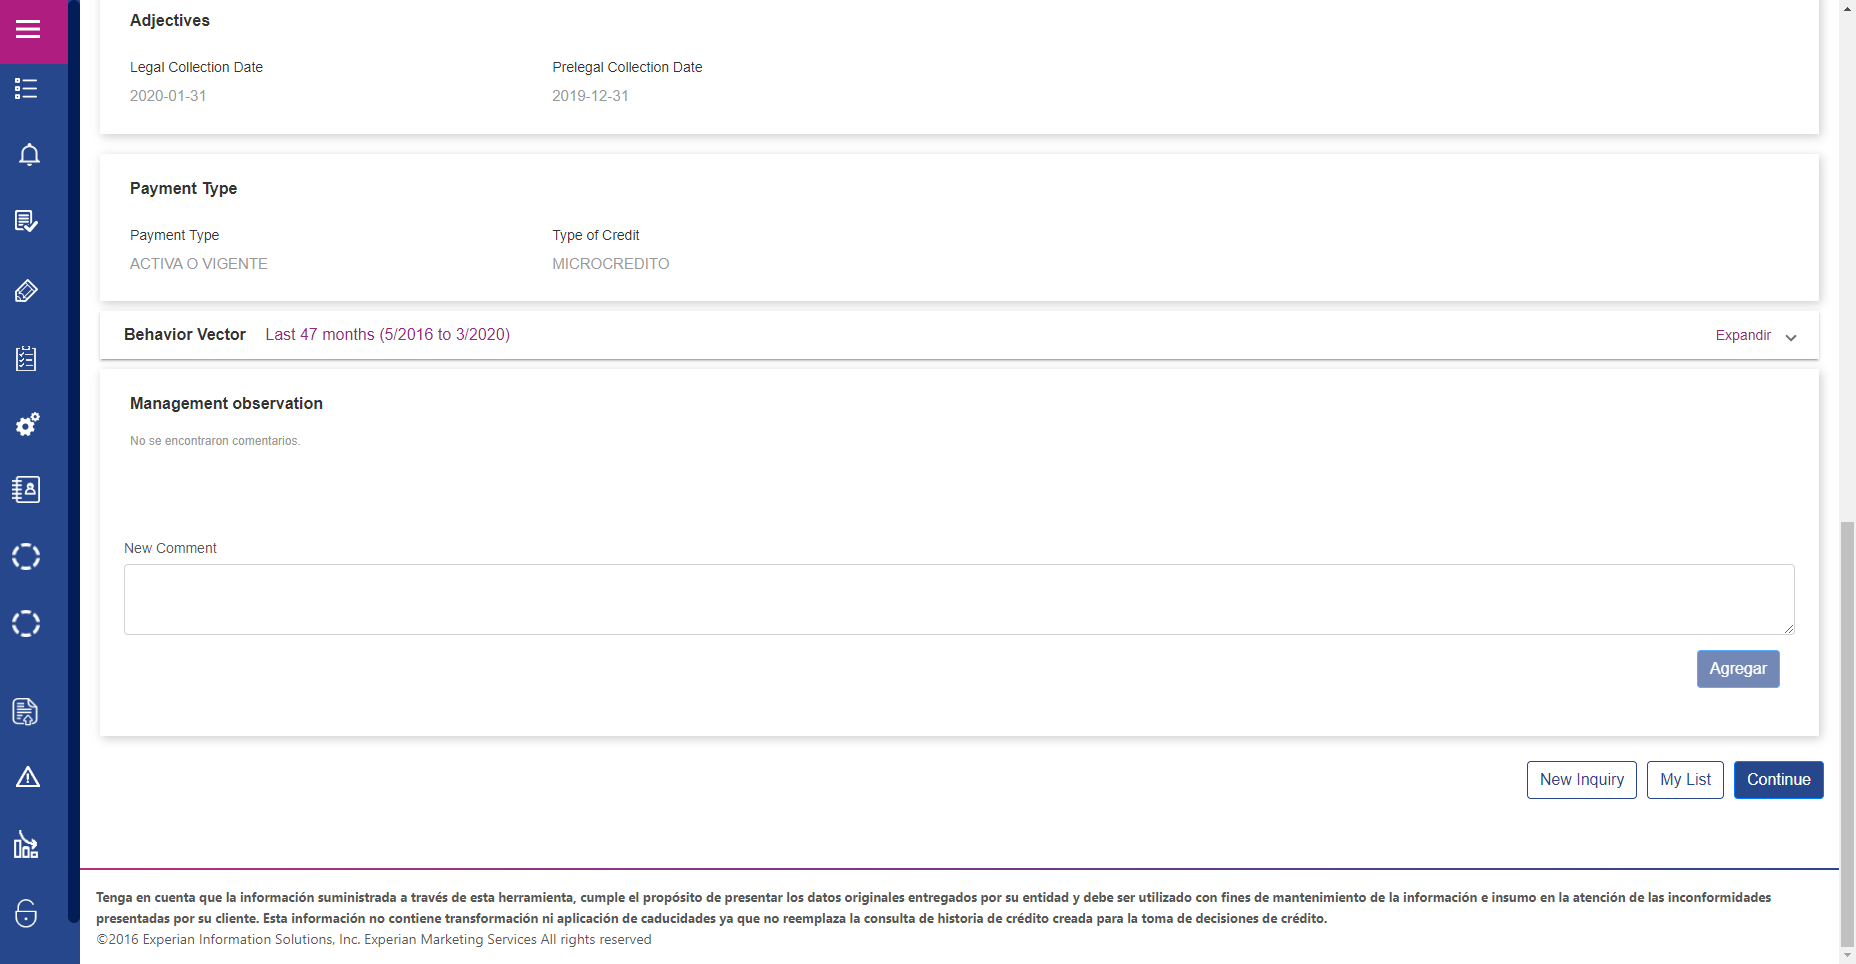 Adjectives
Legal Collection Date Prelegal Collection Date
2020-01-31 2019-12-31
Payment Type
Payment Type Type of Credit
ACTIVA O VIGENTE MICROCREDITO
Behavior Vector Last 47 months (5/2016 to 3/2020) Expandir
Management observation
No se encontraron comentarios.
New Comment
Agregar
New Inquiry My List Continue
Tenga en cuenta que la información suministrada a través de esta herramienta, cumple el propósito de presentar los datos originales entregados por su entidad y debe ser utilizado con fines de mantenimiento de la información e insumo en la atención de las inconformidades
presentadas por su cliente. Esta información no contiene transformación ni aplicación de caducidades ya que no reemplaza la consulta de historia de crédito creada para la toma de decisiones de crédito.
©2016 Experian Information Solutions, Inc. Experian Marketing Services All rights reserved